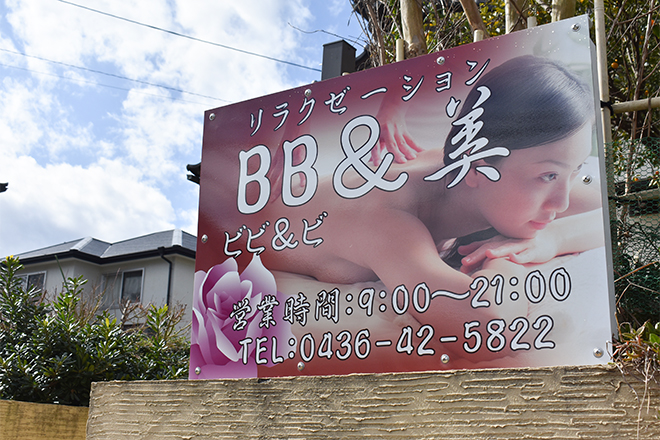 リラクゼーション
BB&美
ビビ&ビ
営業時間:9:00~21:00
TEL:0436-42-5822